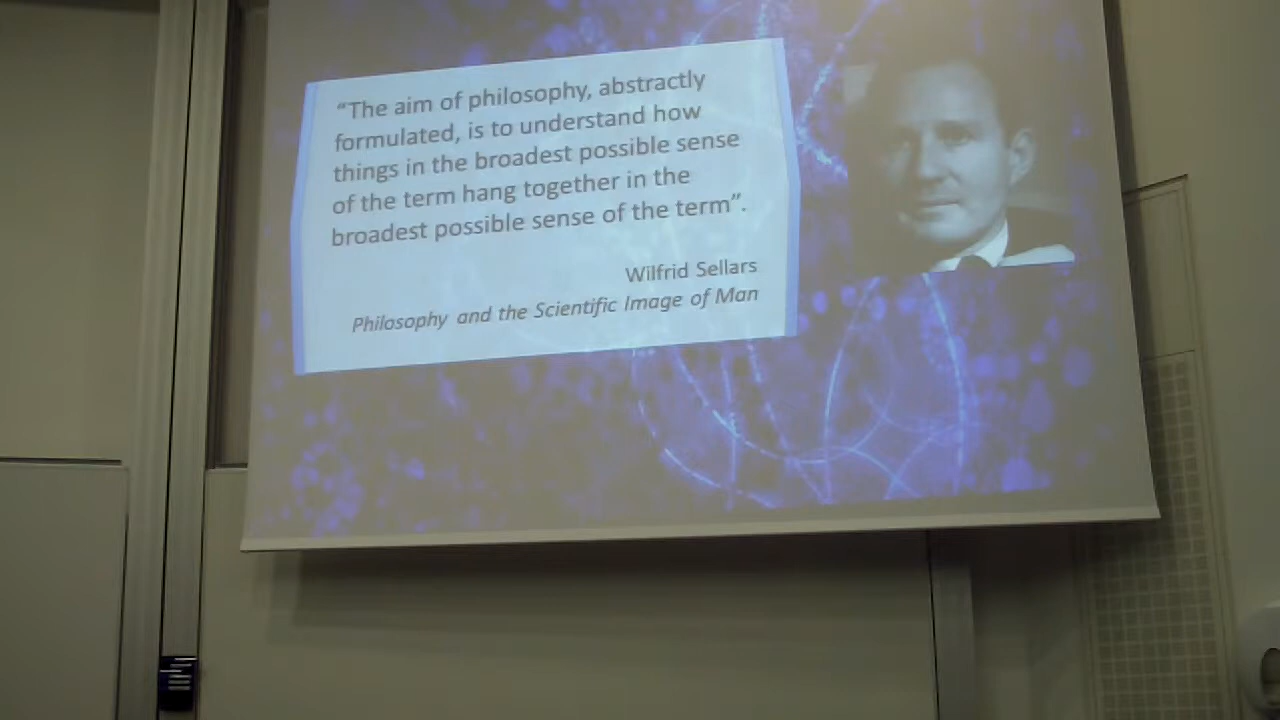 “The aim of philosophy, abstractly
formulated, is to understand how
things in the broadest possible sense
of the term hang together in the
broadest possible sense of the term”.
Wilfrid Sellars
Philosophy and the Scientific Image of Man